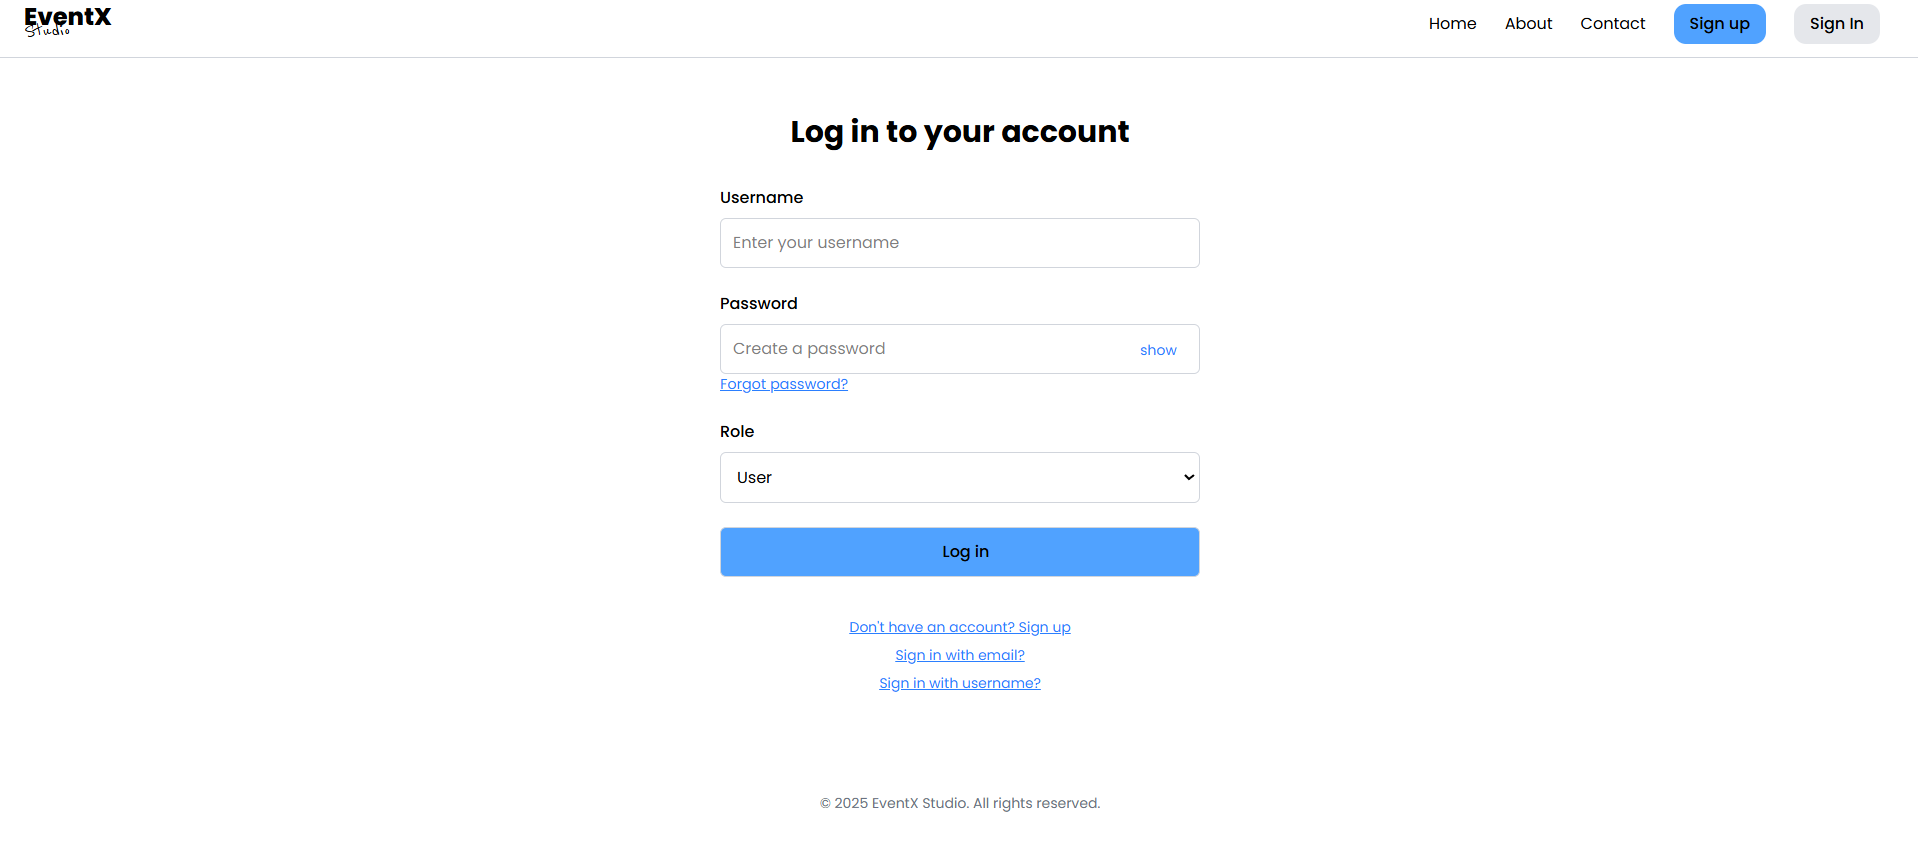 EventX
Studio
Home About Contact Sign up Sign In
Log in to your account
Username
Enter your username
Password
Create a password show
Forgot password?
Role
User
Log in
Don't have an account? Sign up
Sign in with email?
Sign in with username?
© 2025 EventX Studio. All rights reserved.